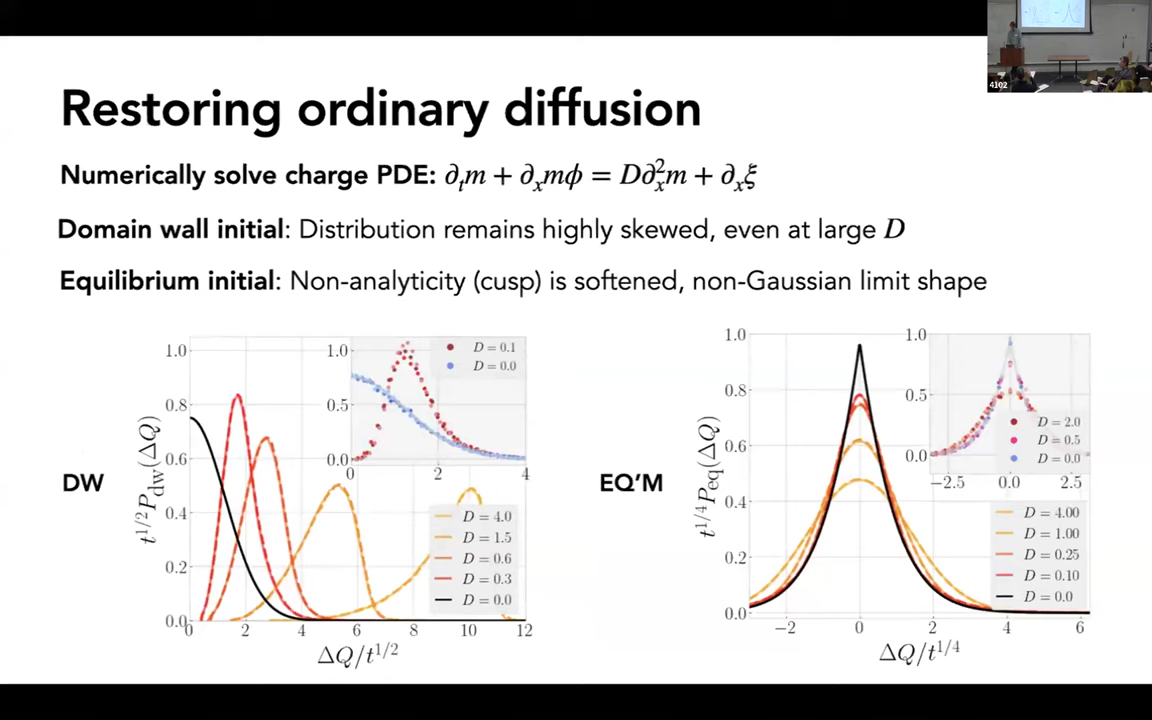 4102
Restoring ordinary diffusion
Numerically solve charge PDE: ∂ₜm + ∂ₓmϕ = D∂ₓ²m + ∂ₓξ
Domain wall initial: Distribution remains highly skewed, even at large D
Equilibrium initial: Non-analyticity (cusp) is softened, non-Gaussian limit shape
DW
t^{1/2}P_{dw}(ΔQ)
1.0
0.8
0.6
0.4
0.2
0.0
0 2 4 6 8 10 12
ΔQ/t^{1/2}
1.0
0.5
0.0
0 2 4
D = 0.1
D = 0.0
D = 4.0
D = 1.5
D = 0.6
D = 0.3
D = 0.0
EQ’M
t^{1/4}P_{eq}(ΔQ)
1.0
0.8
0.6
0.4
0.2
0.0
−2 0 2 4 6
ΔQ/t^{1/4}
1.0
0.5
0.0
−2.5 0.0 2.5
D = 2.0
D = 0.5
D = 0.0
D = 4.00
D = 1.00
D = 0.25
D = 0.10
D = 0.0